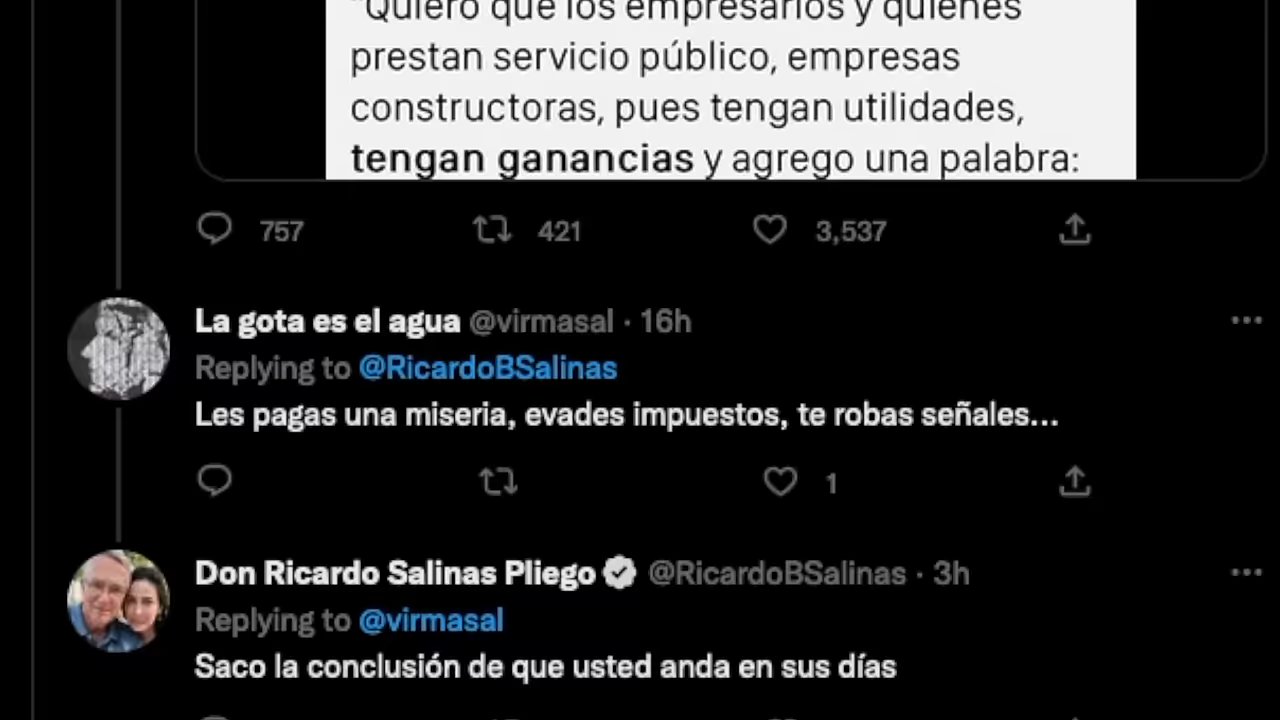 "Quiero que los empresarios y quienes
prestan servicio público, empresas
constructoras, pues tengan utilidades,
tengan ganancias y agrego una palabra:
757 421 3,537
La gota es el agua @virmasal · 16h
Replying to @RicardoBSalinas
Les pagas una miseria, evades impuestos, te robas señales...
1
Don Ricardo Salinas Pliego @RicardoBSalinas · 3h
Replying to @virmasal
Saco la conclusión de que usted anda en sus días